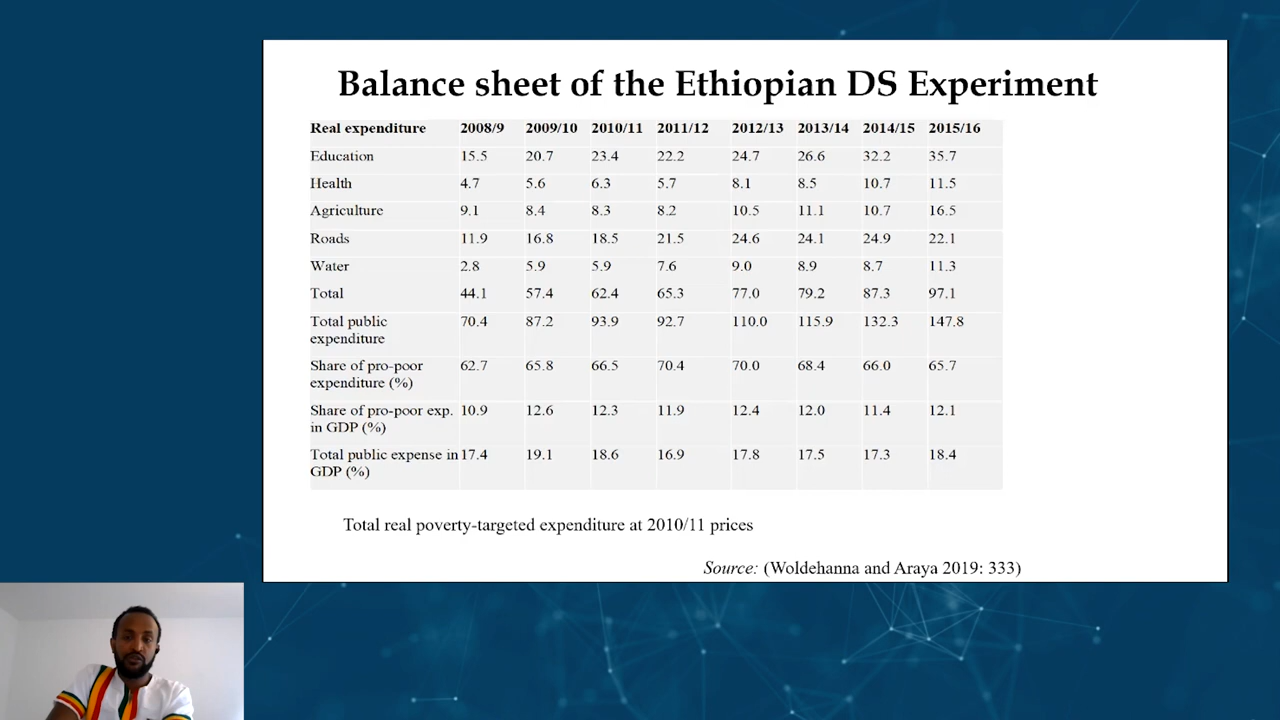 Balance sheet of the Ethiopian DS Experiment
Real expenditure 2008/9 2009/10 2010/11 2011/12 2012/13 2013/14 2014/15 2015/16
Education 15.5 20.7 23.4 22.2 24.7 26.6 32.2 35.7
Health 4.7 5.6 6.3 5.7 8.1 8.5 10.7 11.5
Agriculture 9.1 8.4 8.3 8.2 10.5 11.1 10.7 16.5
Roads 11.9 16.8 18.5 21.5 24.6 24.1 24.9 22.1
Water 2.8 5.9 5.9 7.6 9.0 8.9 8.7 11.3
Total 44.1 57.4 62.4 65.3 77.0 79.2 87.3 97.1
Total public 70.4 87.2 93.9 92.7 110.0 115.9 132.3 147.8
expenditure
Share of pro-poor 62.7 65.8 66.5 70.4 70.0 68.4 66.0 65.7
expenditure (%)
Share of pro-poor exp. 10.9 12.6 12.3 11.9 12.4 12.0 11.4 12.1
in GDP (%)
Total public expense in 17.4 19.1 18.6 16.9 17.8 17.5 17.3 18.4
GDP (%)
Total real poverty-targeted expenditure at 2010/11 prices
Source: (Woldehanna and Araya 2019: 333)